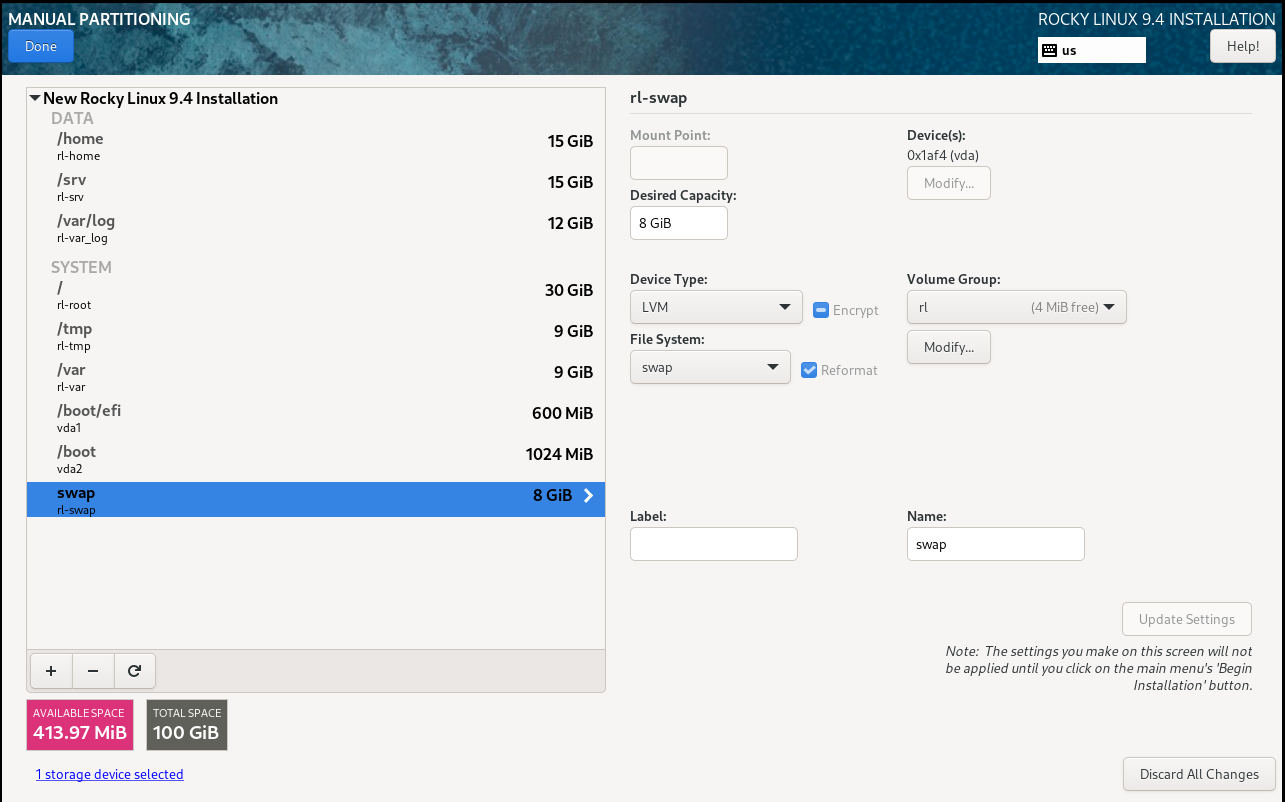 MANUAL PARTITIONING
ROCKY LINUX 9.4 INSTALLATION
Done
us
Help!
New Rocky Linux 9.4 Installation
DATA
/home 15 GiB
rl-home
/srv 15 GiB
rl-srv
/var/log 12 GiB
rl-var_log
SYSTEM
/ 30 GiB
rl-root
/tmp 9 GiB
rl-tmp
/var 9 GiB
rl-var
/boot/efi 600 MiB
vda1
/boot 1024 MiB
vda2
swap 8 GiB
rl-swap
AVAILABLE SPACE
413.97 MiB
TOTAL SPACE
100 GiB
1 storage device selected
rl-swap
Mount Point:
Desired Capacity:
8 GiB
Device(s):
0x1af4 (vda)
Modify...
Device Type:
LVM
Encrypt
File System:
swap
Reformat
Volume Group:
rl (4 MiB free)
Modify...
Label:
Name:
swap
Update Settings
Note: The settings you make on this screen will not
be applied until you click on the main menu's 'Begin
Installation' button.
Discard All Changes